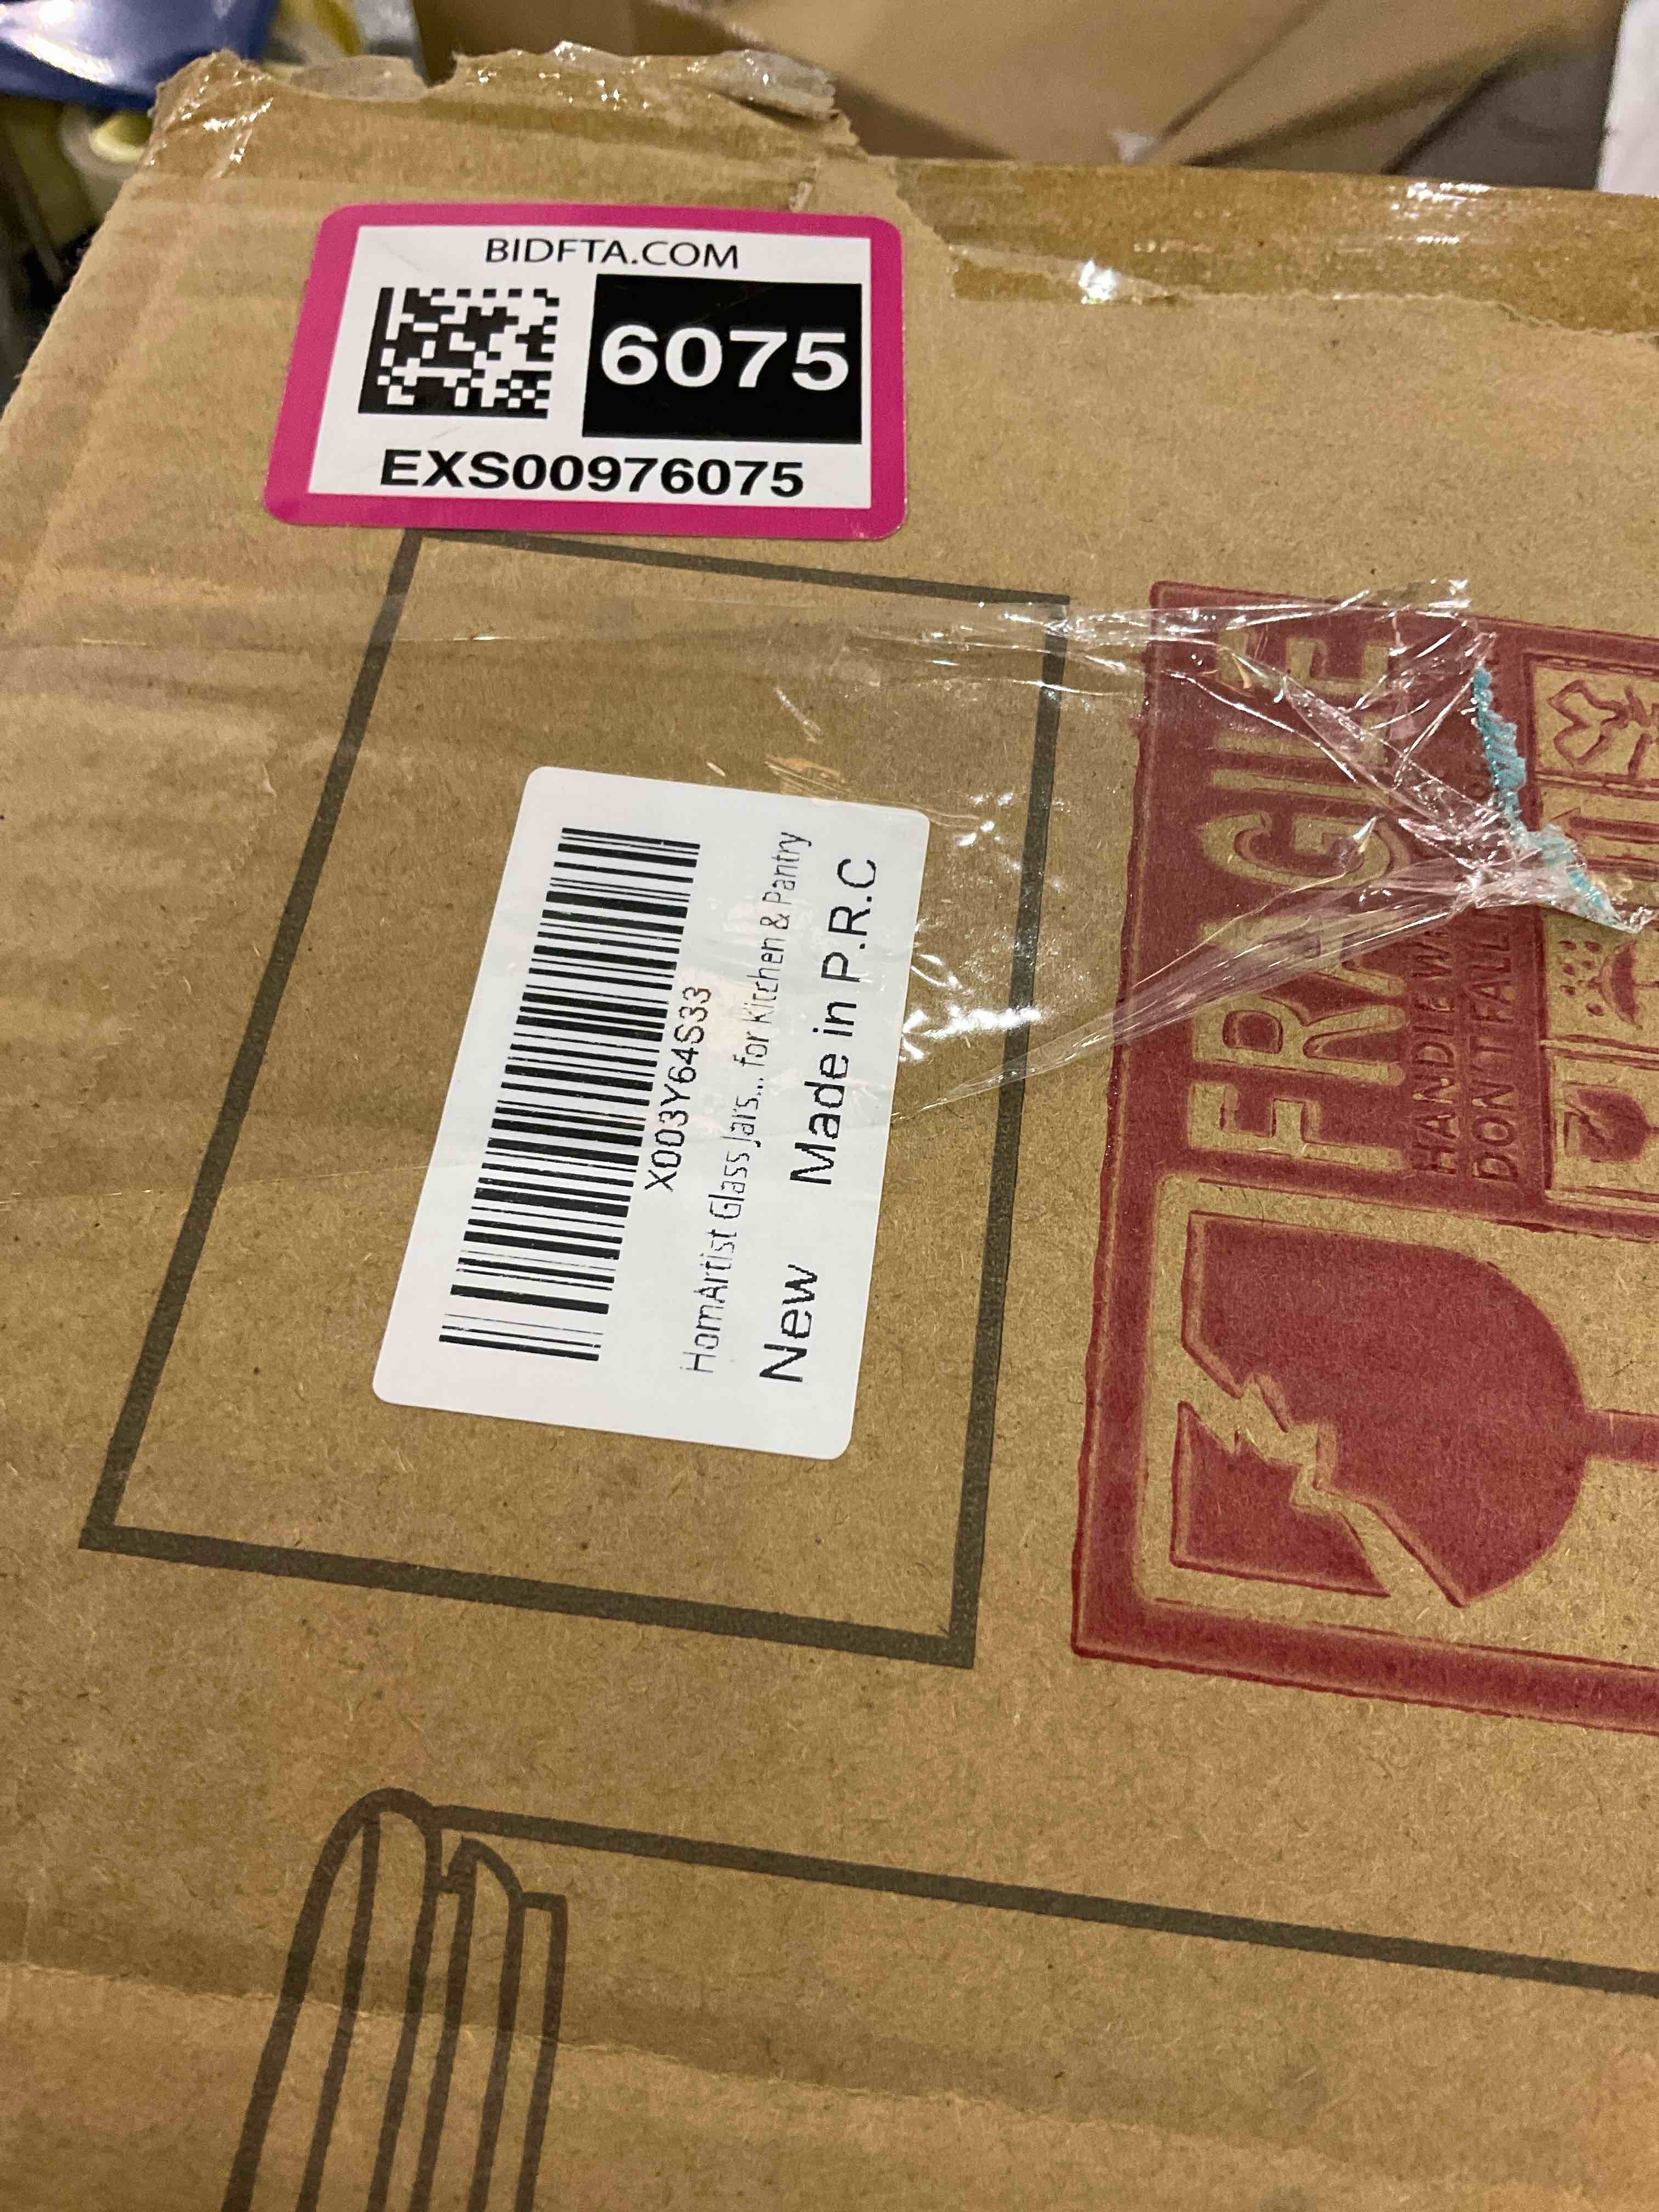 BIDFTA.COM
6075
EXS00976075
X003Y64S33
HomArtist Glass Jars... for Kitchen & Pantry
New Made in P.R.C
FRAGILE
HANDLE
DON'T FALL